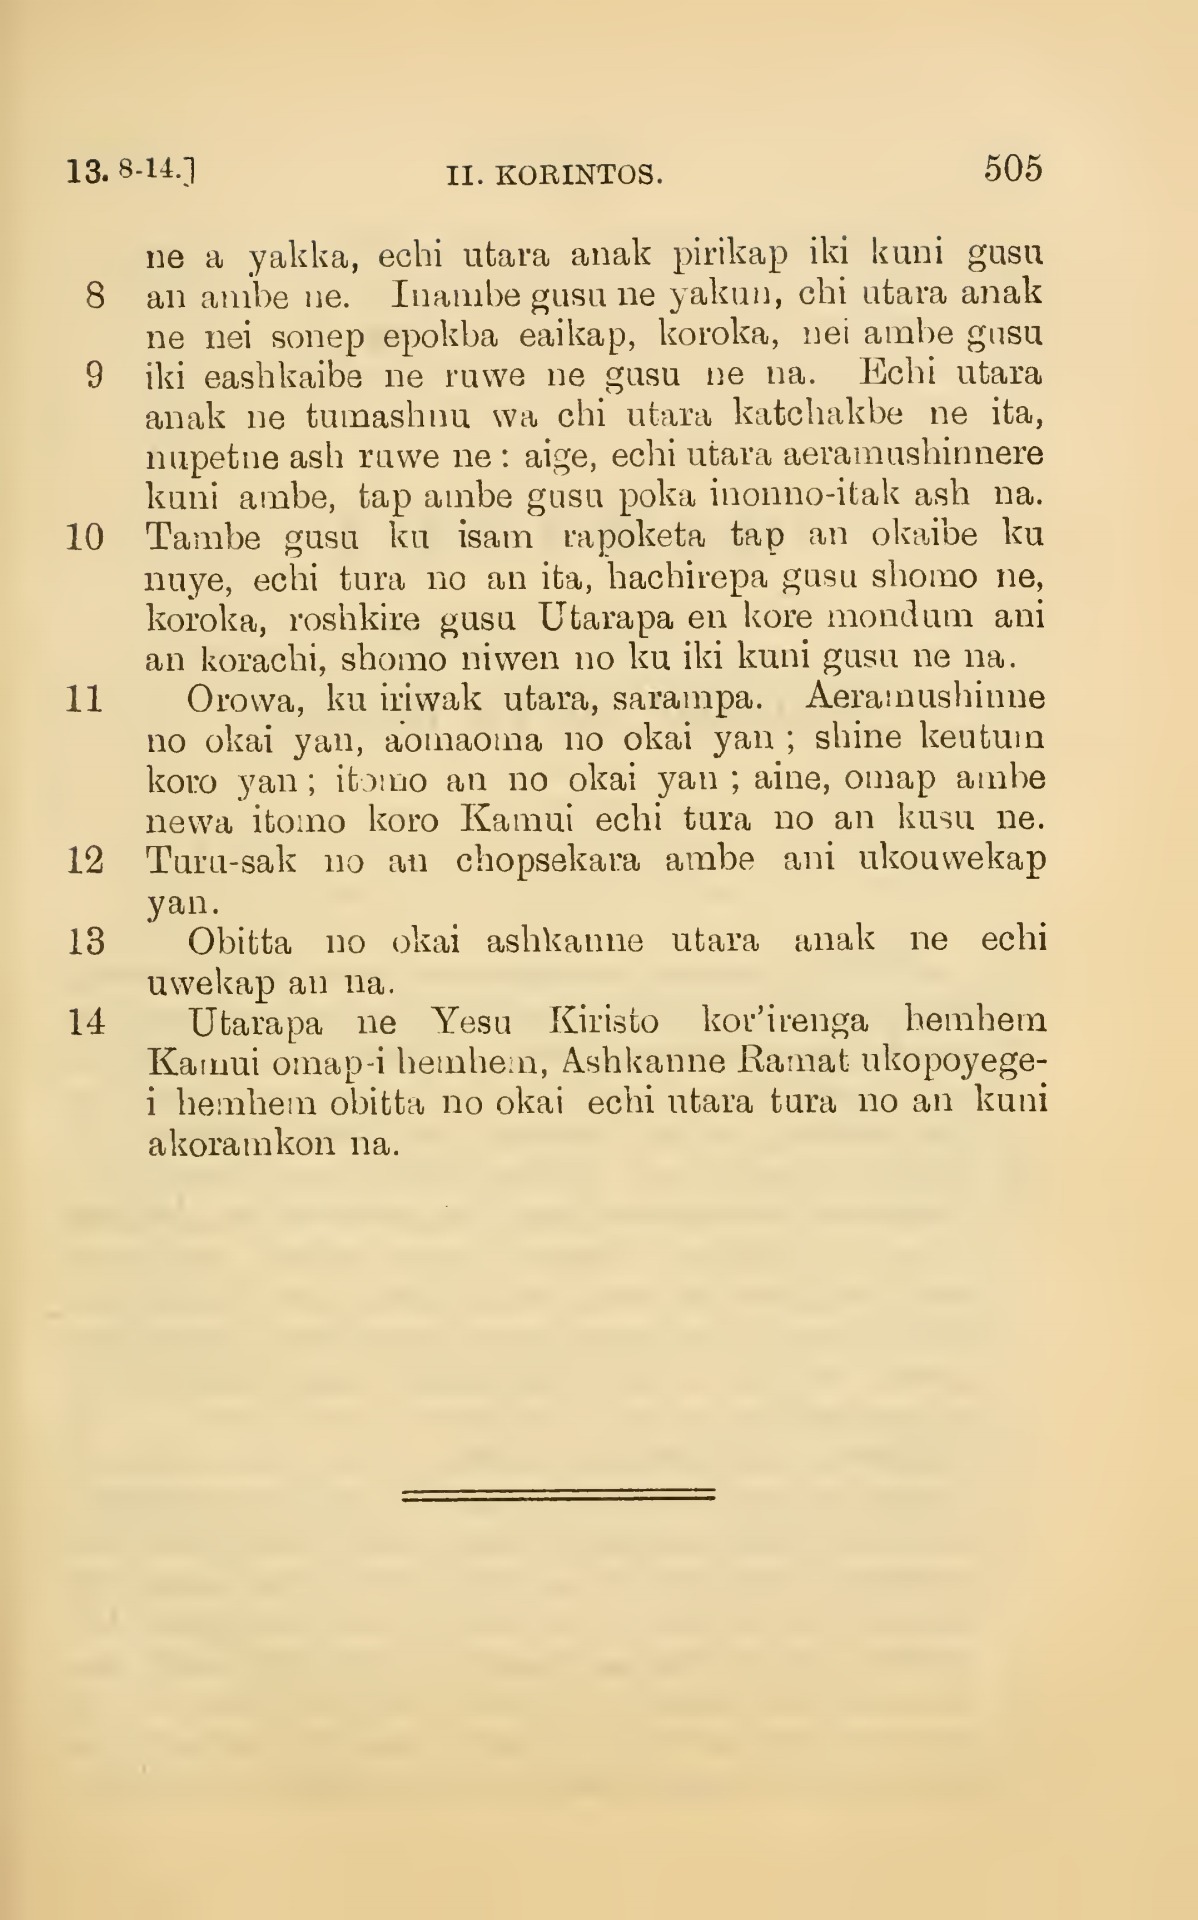 13. 8-14.] II. KORINTOS. 505
ne a yakka, echi utara anak pirikap iki kuni gusu
8 an ambe ne. Inambe gusu ne yakun, chi utara anak
ne nei sonep epokba eaikap, koroka, nei ambe gusu
9 iki eashkaibe ne ruwe ne gusu ne na. Echi utara
anak ne tumashnu wa chi utara katchakbe ne ita,
nupetne ash ruwe ne : aige, echi utara aeramushinnere
kuni ambe, tap ambe gusu poka inonno-itak ash na.
10 Tambe gusu ku isam rapoketa tap an okaibe ku
nuye, echi tura no an ita, hachirepa gusu shomo ne,
koroka, roshkire gusu Utarapa en kore mondum ani
an korachi, shomo niwen no ku iki kuni gusu ne na.
11 Orowa, ku iriwak utara, sarampa. Aeramushinne
no okai yan, aomaoma no okai yan ; shine keutum
koro yan ; itomo an no okai yan ; aine, omap ambe
newa itomo koro Kamui echi tura no an kusu ne.
12 Turu-sak no an chopsekara ambe ani ukouwekap
yan.
13 Obitta no okai ashkanne utara anak ne echi
uwekap an na.
14 Utarapa ne Yesu Kiristo kor'irenga hemhem
Kamui omap-i hemhem, Ashkanne Ramat ukopoyege-
i hemhem obitta no okai echi utara tura no an kuni
akoramkon na.